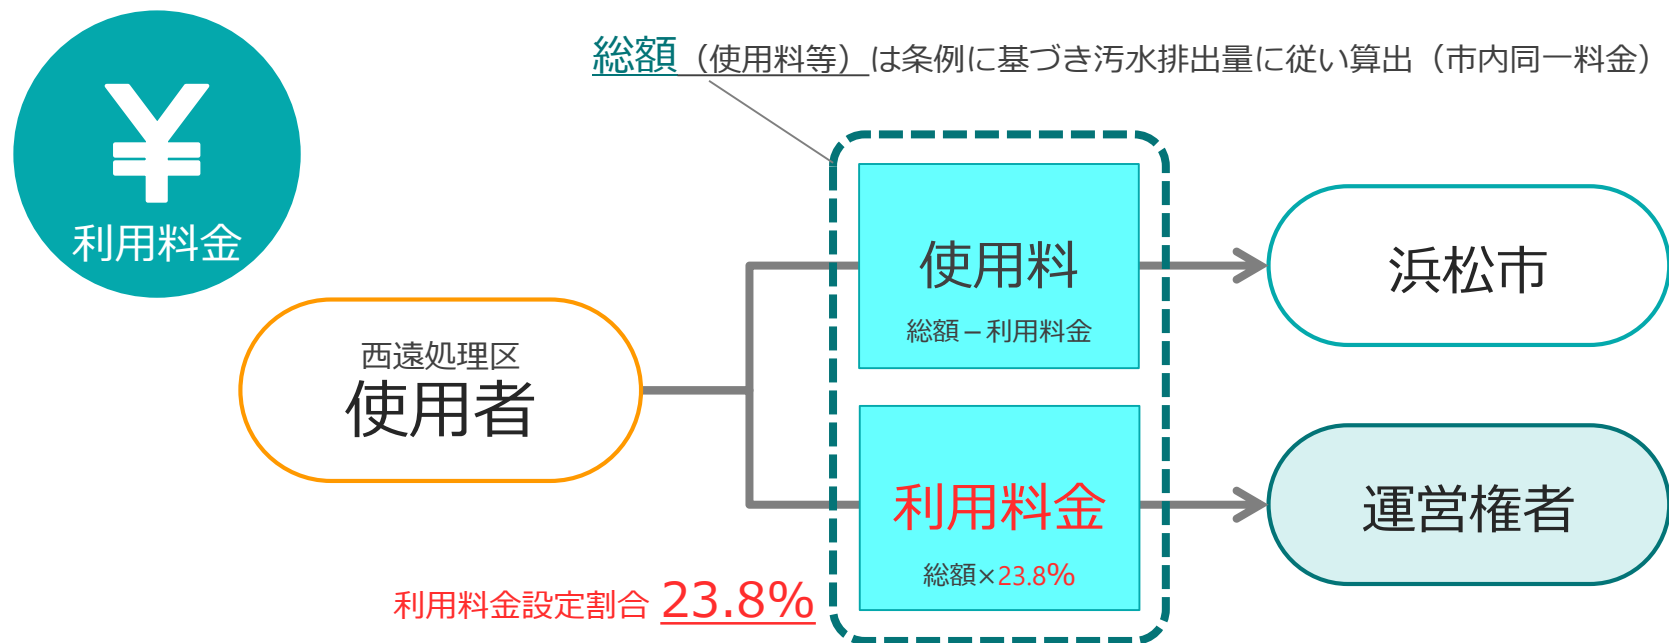 総額（使用料等）は条例に基づき汚水排出量に従い算出（市内同一料金）
¥
利用料金
使用料
総額－利用料金
浜松市
西遠処理区
使用者
利用料金
総額×23.8%
運営権者
利用料金設定割合 23.8%